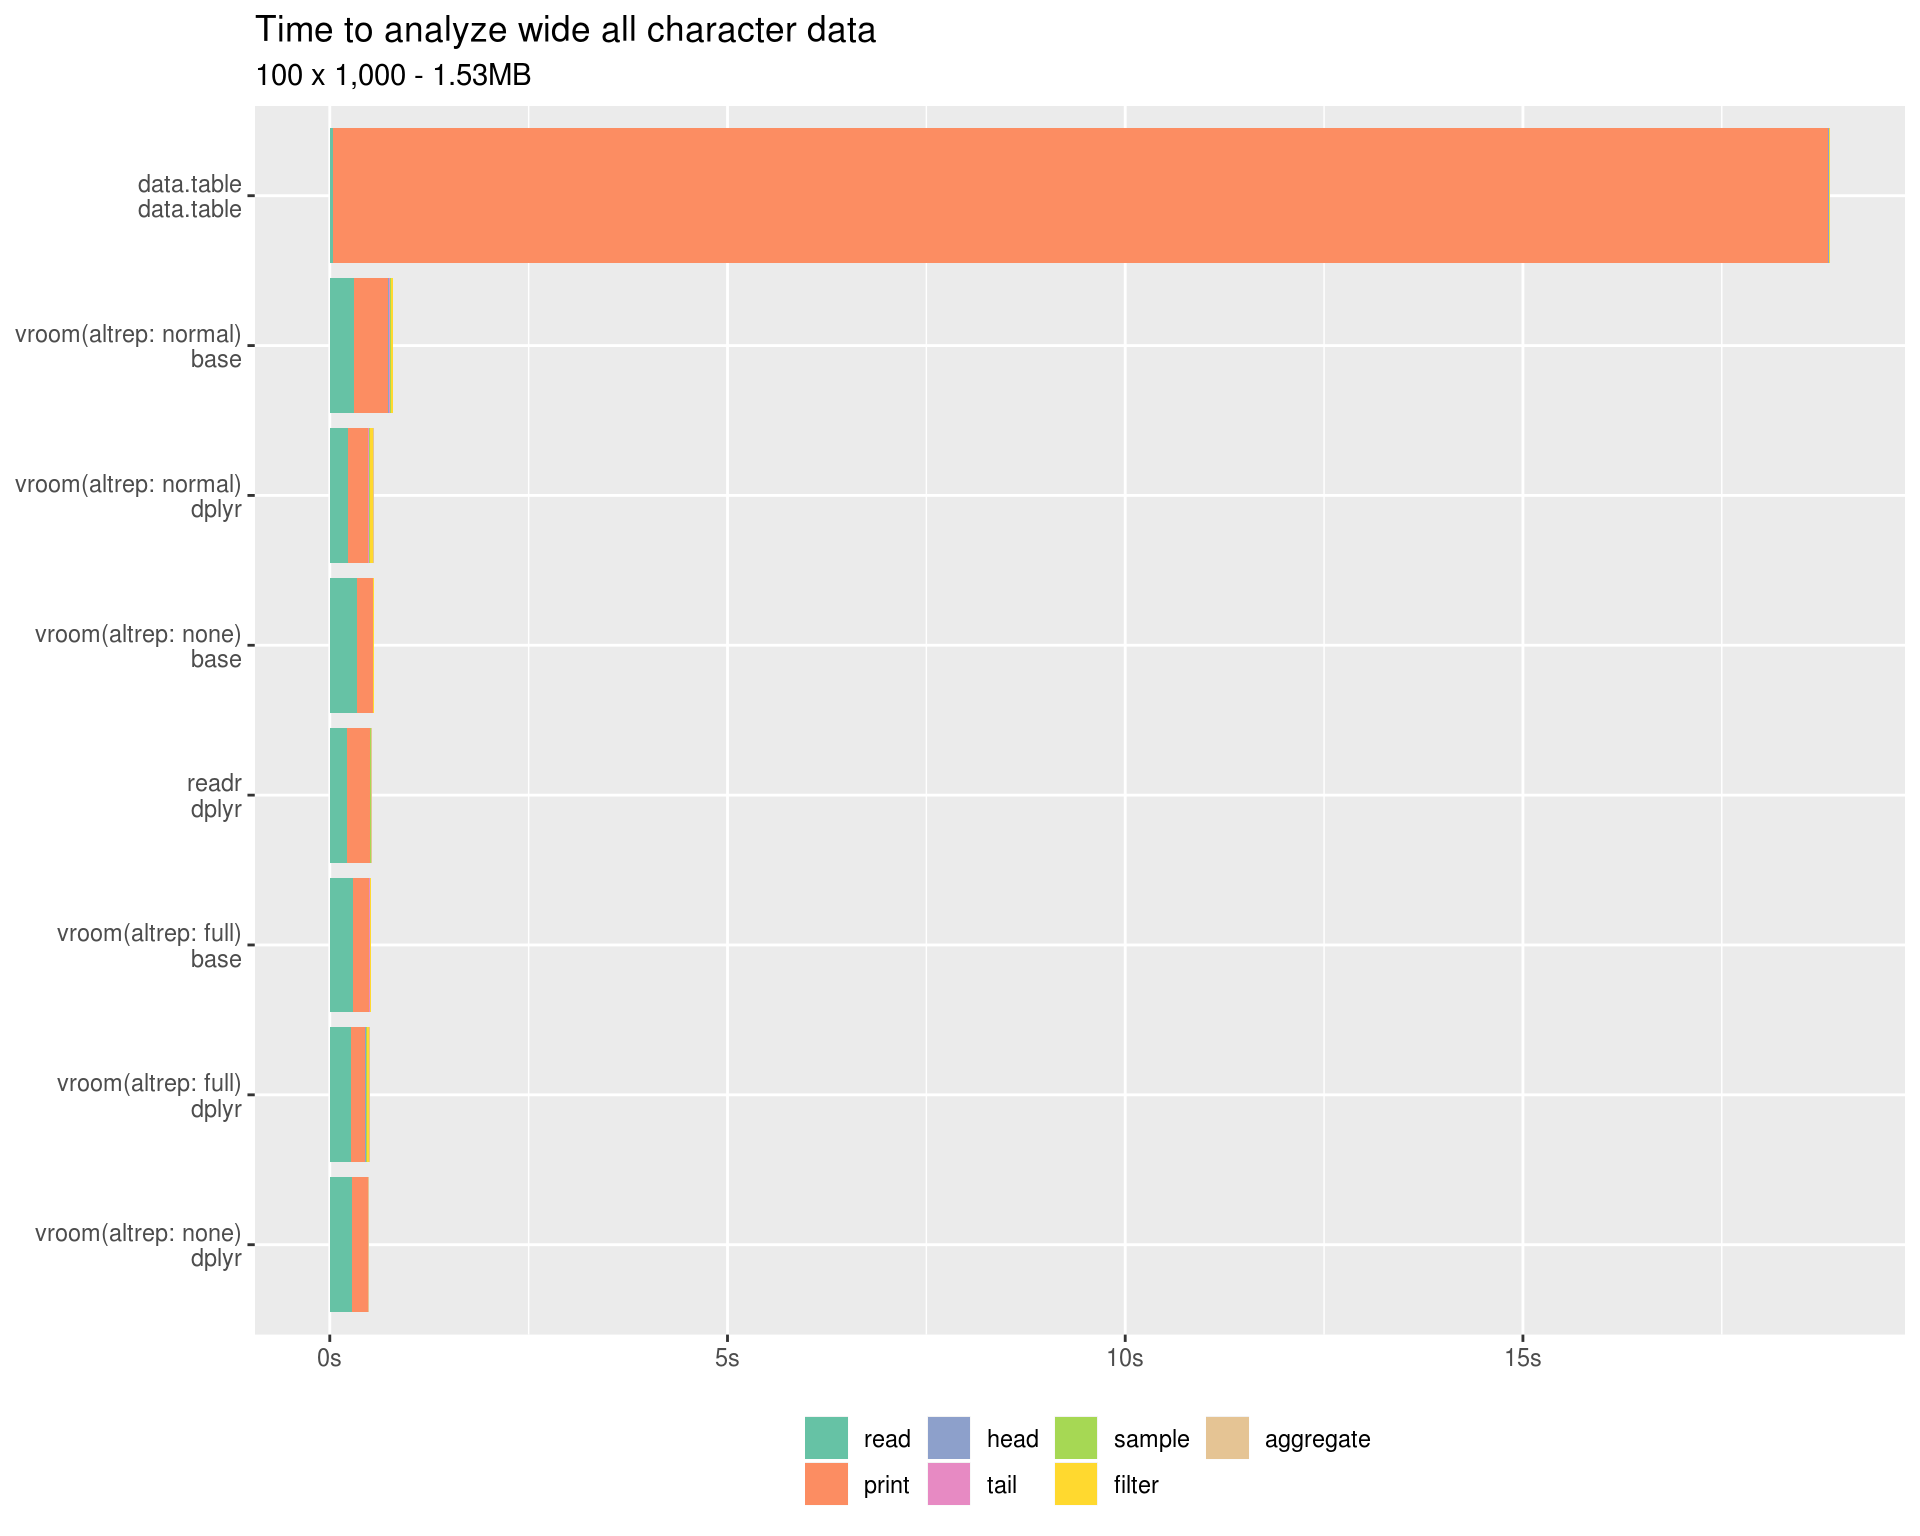 Time to analyze wide all character data
100 x 1,000 - 1.53MB
data.table
data.table
vroom(altrep: normal)
base
vroom(altrep: normal)
dplyr
vroom(altrep: none)
base
readr
dplyr
vroom(altrep: full)
base
vroom(altrep: full)
dplyr
vroom(altrep: none)
dplyr
0s 5s 10s 15s
read head sample aggregate
print tail filter